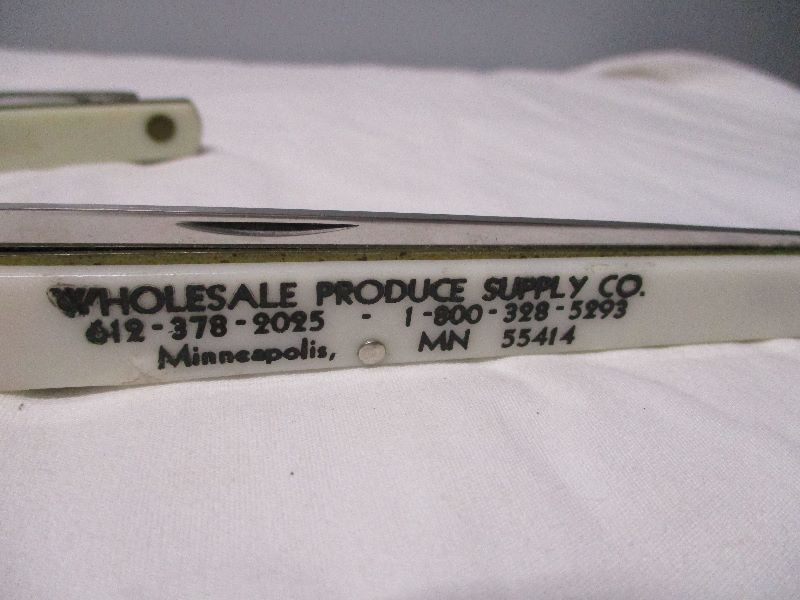 WHOLESALE PRODUCE SUPPLY CO.
612-378-2025 - 1-800-328-5293
Minneapolis, MN 55414